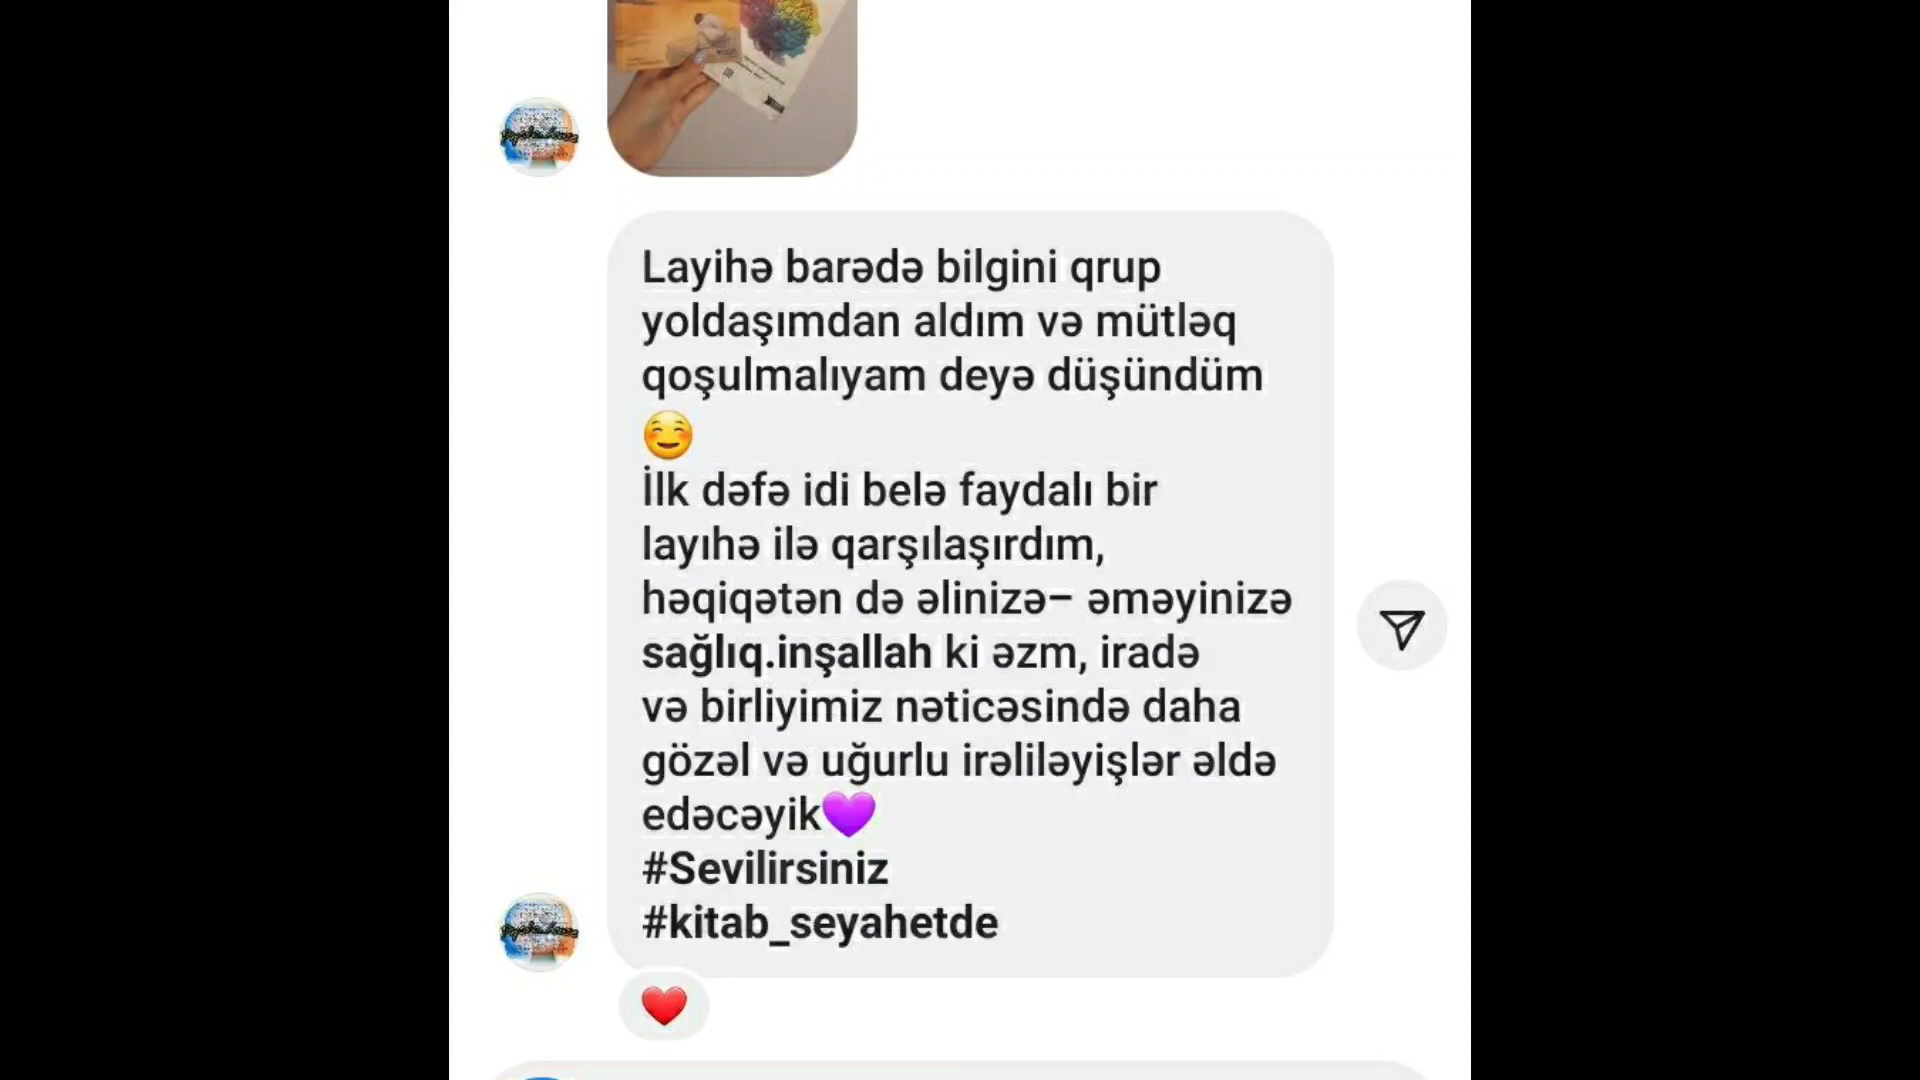 Layihə barədə bilgini qrup
yoldaşımdan aldım və mütləq
qoşulmalıyam deyə düşündüm
☺️
İlk dəfə idi belə faydalı bir
layıhə ilə qarşılaşırdım,
həqiqətən də əlinizə– əməyinizə
sağlıq.inşallah ki əzm, iradə
və birliyimiz nəticəsində daha
gözəl və uğurlu irəliləyişlər əldə
edəcəyik💜
#Sevilirsiniz
#kitab_seyahetde